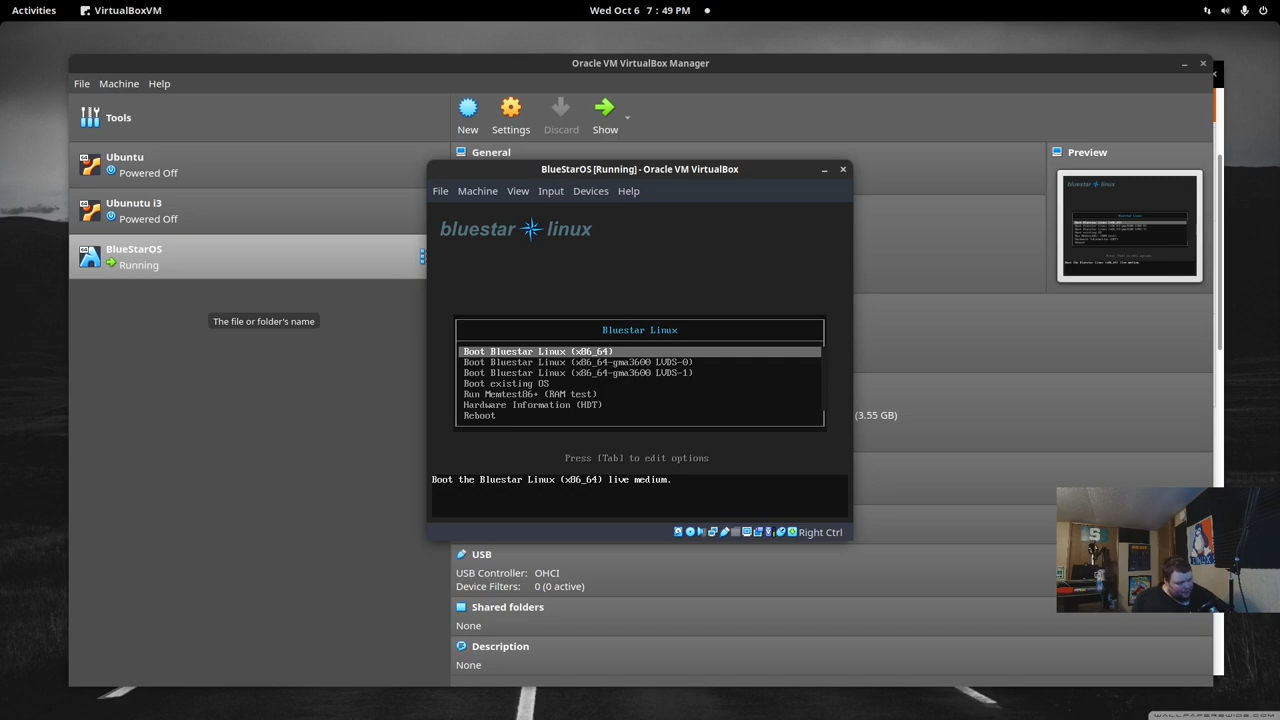 Activities
VirtualBoxVM
Wed Oct 6 7 : 49 PM
Oracle VM VirtualBox Manager
File Machine Help
Tools
New Settings Discard Show
Ubuntu
Powered Off
Ubunutu i3
Powered Off
BlueStarOS
Running
The file or folder's name
General
Preview
BlueStarOS [Running] - Oracle VM VirtualBox
File Machine View Input Devices Help
bluestar linux
Bluestar Linux
Boot Bluestar Linux (x86_64)
Boot Bluestar Linux (x86_64-gma3600 LVDS-0)
Boot Bluestar Linux (x86_64-gma3600 LVDS-1)
Boot existing OS
Run Memtest86+ (RAM test)
Hardware Information (HDT)
Reboot
Press [Tab] to edit options
Boot the Bluestar Linux (x86_64) live medium.
Right Ctrl
(3.55 GB)
USB
USB Controller: OHCI
Device Filters: 0 (0 active)
Shared folders
None
Description
None
WALLPAPERSWIDE.COM